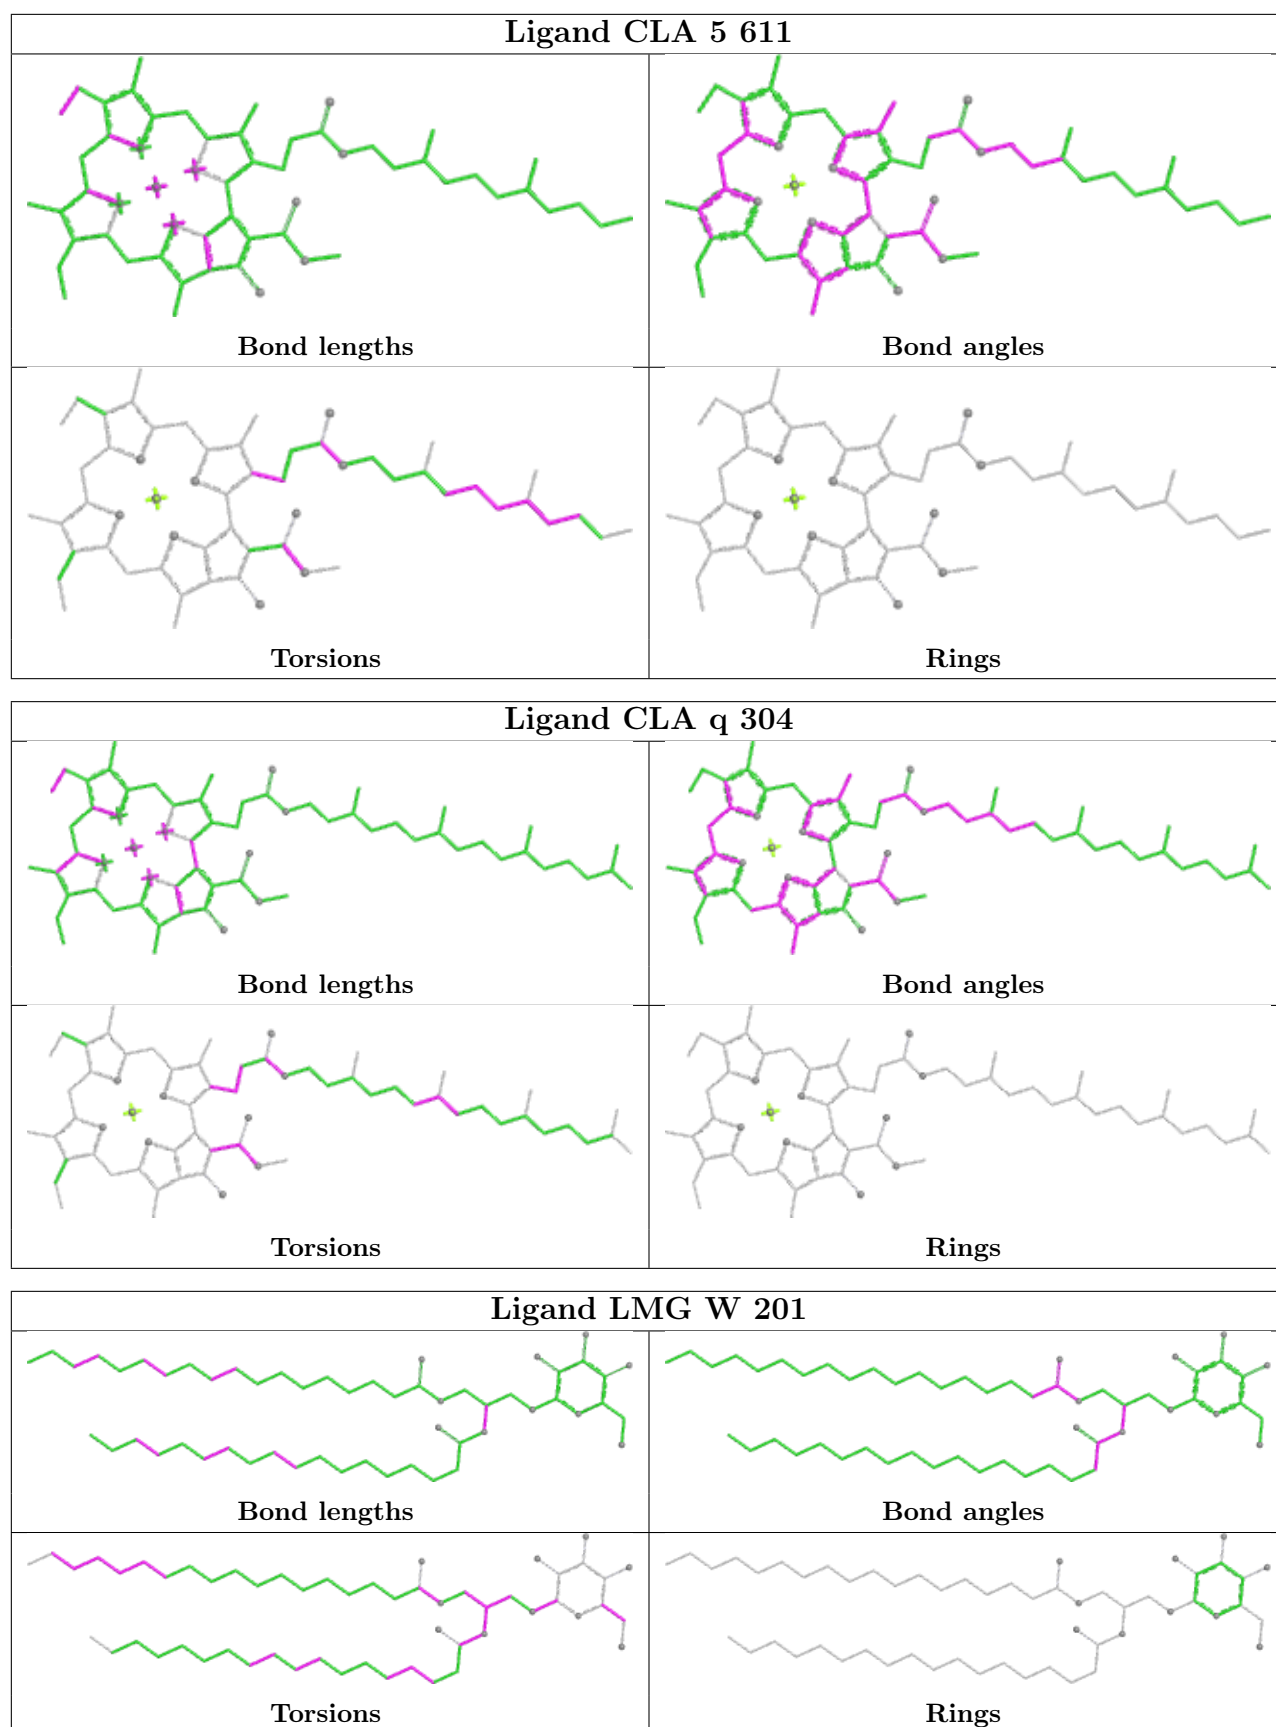 Ligand CLA 5 611
Bond lengths
Bond angles
Torsions
Rings
Ligand CLA q 304
Bond lengths
Bond angles
Torsions
Rings
Ligand LMG W 201
Bond lengths
Bond angles
Torsions
Rings